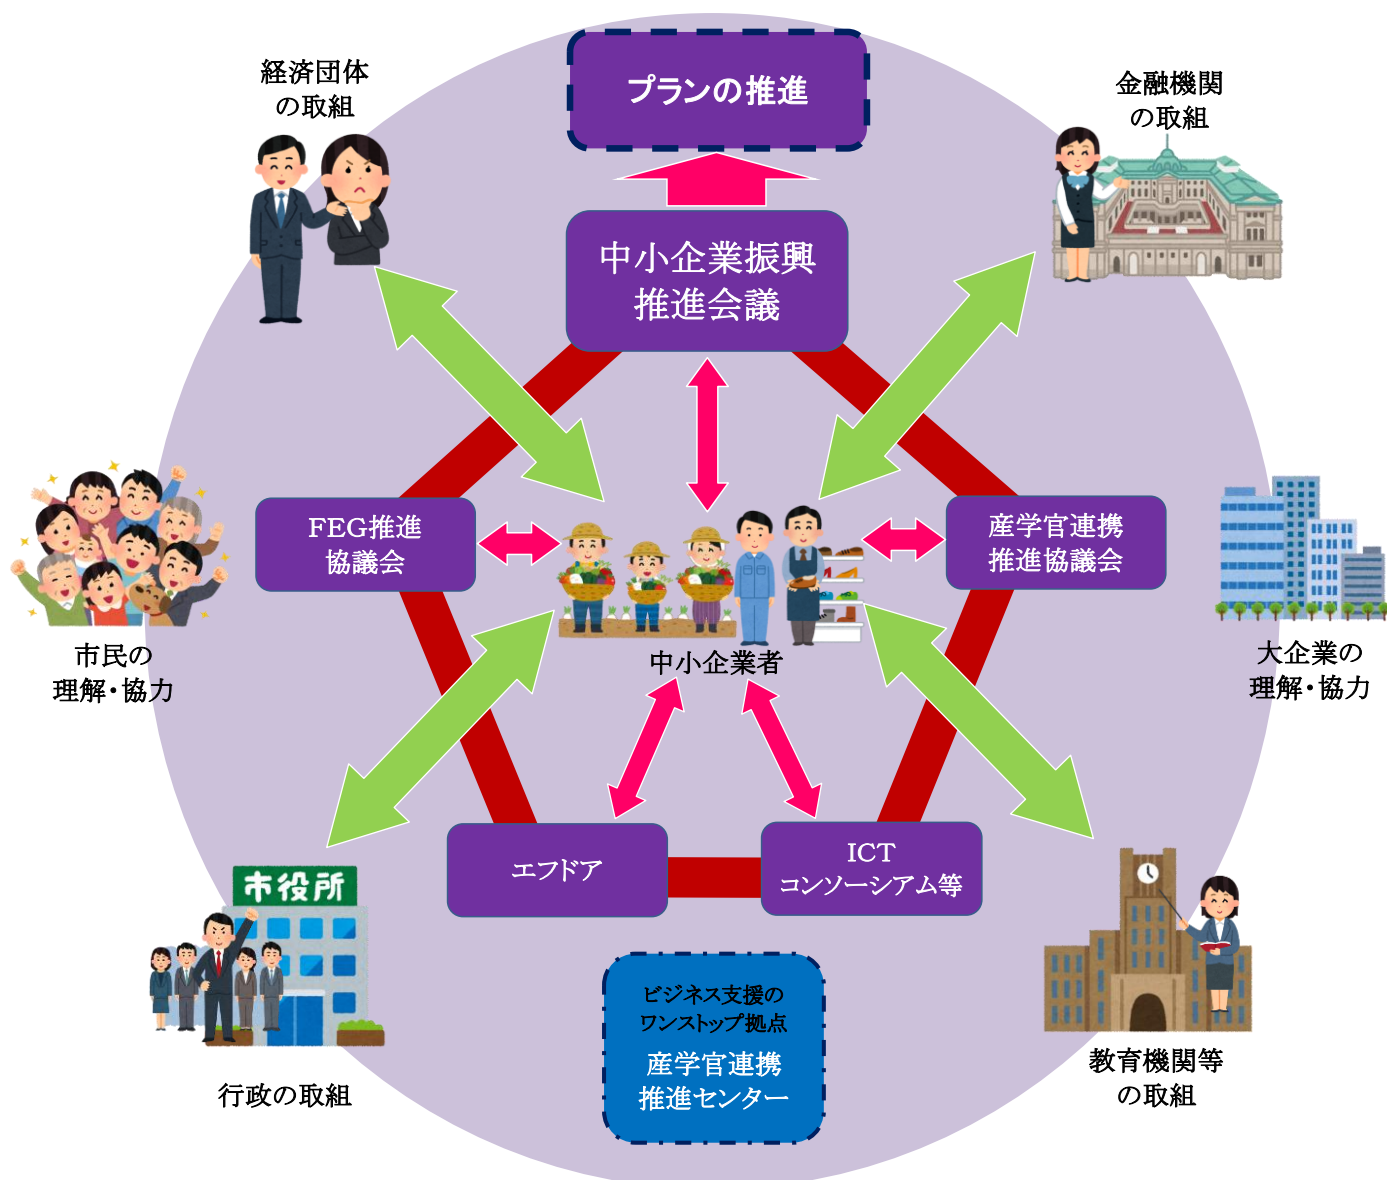 プランの推進
経済団体
の取組
金融機関
の取組
中小企業振興
推進会議
FEG推進
協議会
産学官連携
推進協議会
市民の
理解・協力
中小企業者
大企業の
理解・協力
エフドア
ICT
コンソーシアム等
市役所
行政の取組
ビジネス支援の
ワンストップ拠点
産学官連携
推進センター
教育機関等
の取組